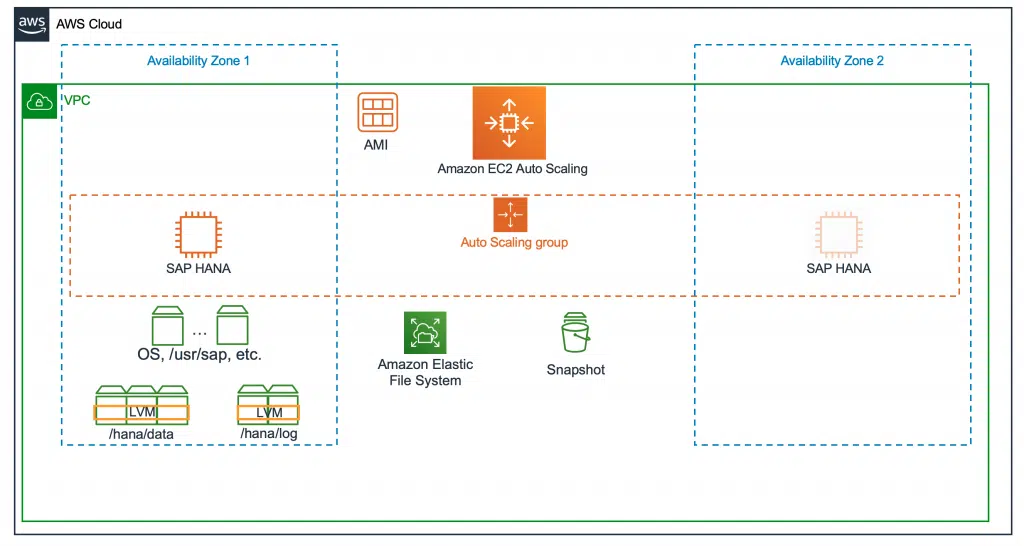 aws
AWS Cloud
Availability Zone 1
Availability Zone 2
VPC
AMI
Amazon EC2 Auto Scaling
Auto Scaling group
SAP HANA
SAP HANA
...
OS, /usr/sap, etc.
Amazon Elastic
File System
Snapshot
LVM
LVM
/hana/data
/hana/log